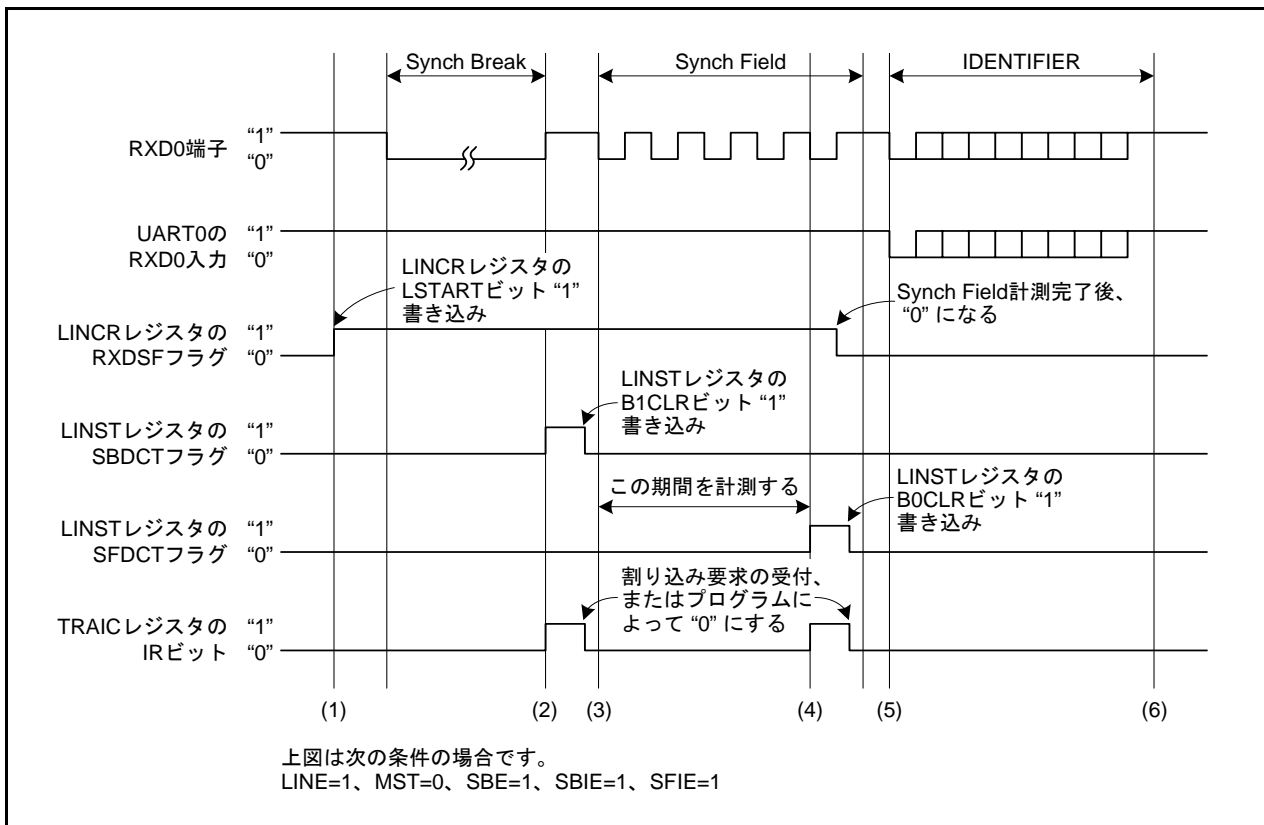 Synch Break
Synch Field
IDENTIFIER
RXD0端子
“1”
“0”
UART0の
RXD0入力
“1”
“0”
LINCRレジスタの
LSTARTビット “1”
書き込み
Synch Field計測完了後、
“0” になる
LINCRレジスタの
RXDSFフラグ
“1”
“0”
LINSTレジスタの
B1CLRビット “1”
書き込み
LINSTレジスタの
SBDCTフラグ
“1”
“0”
この期間を計測する
LINSTレジスタの
B0CLRビット “1”
書き込み
LINSTレジスタの
SFDCTフラグ
“1”
“0”
割り込み要求の受付、
またはプログラムに
よって “0” にする
TRAICレジスタの
IRビット
“1”
“0”
(1)
(2)
(3)
(4)
(5)
(6)
上図は次の条件の場合です。
LINE=1、MST=0、SBE=1、SBIE=1、SFIE=1